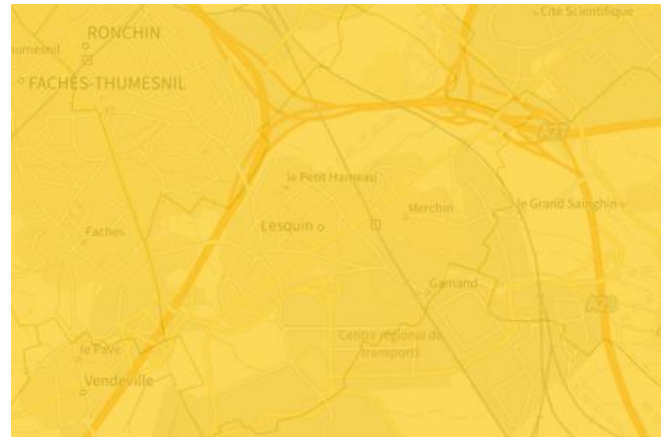 Cité Scientifique
RONCHIN
FACHES-THUMESNIL
A27
le Petit Hameau
Merchin
le Grand Sainghin
Lesquin
Faches
Gamand
Centre régional de
transports
le Pavé
Vendeville